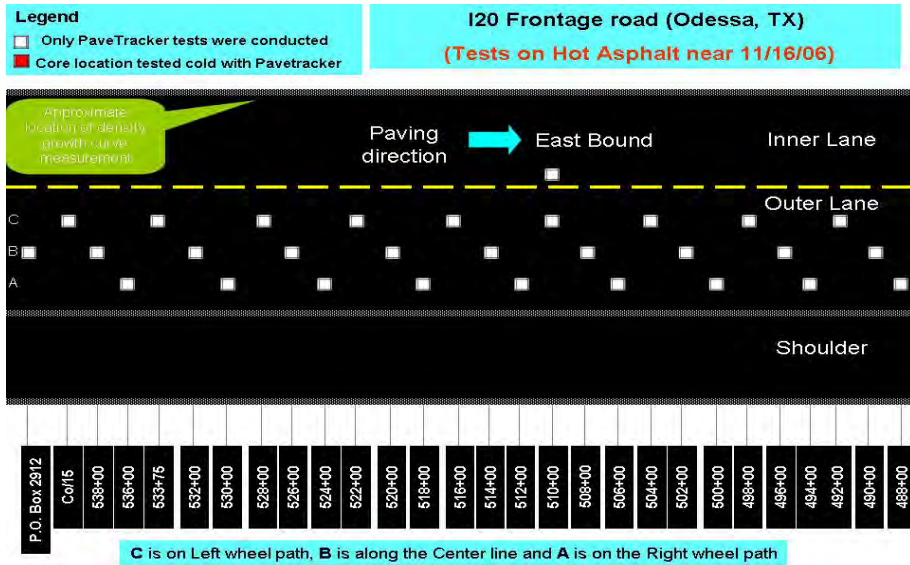 Legend
Only PaveTracker tests were conducted
Core location tested cold with Pavetracker
I20 Frontage road (Odessa, TX)
(Tests on Hot Asphalt near 11/16/06)
Approximate
location of density
growth curve
measurement
Paving
direction
East Bound
Inner Lane
Outer Lane
C
B
A
Shoulder
P.O. Box 2912
Co/15
538+00
536+00
533+75
532+00
530+00
528+00
526+00
524+00
522+00
520+00
518+00
516+00
514+00
512+00
510+00
508+00
506+00
504+00
502+00
500+00
498+00
496+00
494+00
492+00
490+00
488+00
C is on Left wheel path, B is along the Center line and A is on the Right wheel path